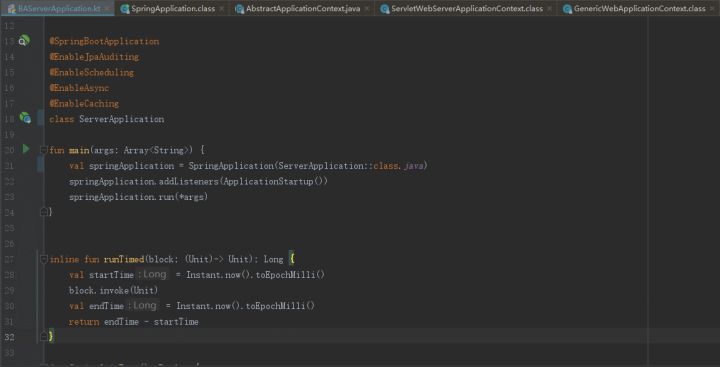 BAServerApplication.kt SpringApplication.class AbstractApplicationContext.java ServletWebServerApplicationContext.class GenericWebApplicationContext.class
12
13 @SpringBootApplication
14 @EnableJpaAuditing
15 @EnableScheduling
16 @EnableAsync
17 @EnableCaching
18 class ServerApplication
19
20 fun main(args: Array<String>) {
21 val springApplication = SpringApplication(ServerApplication::class.java)
22 springApplication.addListeners(ApplicationStartup())
23 springApplication.run(*args)
24 }
25
26
27 inline fun runTimed(block: (Unit)-> Unit): Long {
28 val startTime: Long = Instant.now().toEpochMilli()
29 block.invoke(Unit)
30 val endTime: Long = Instant.now().toEpochMilli()
31 return endTime - startTime
32 }
33